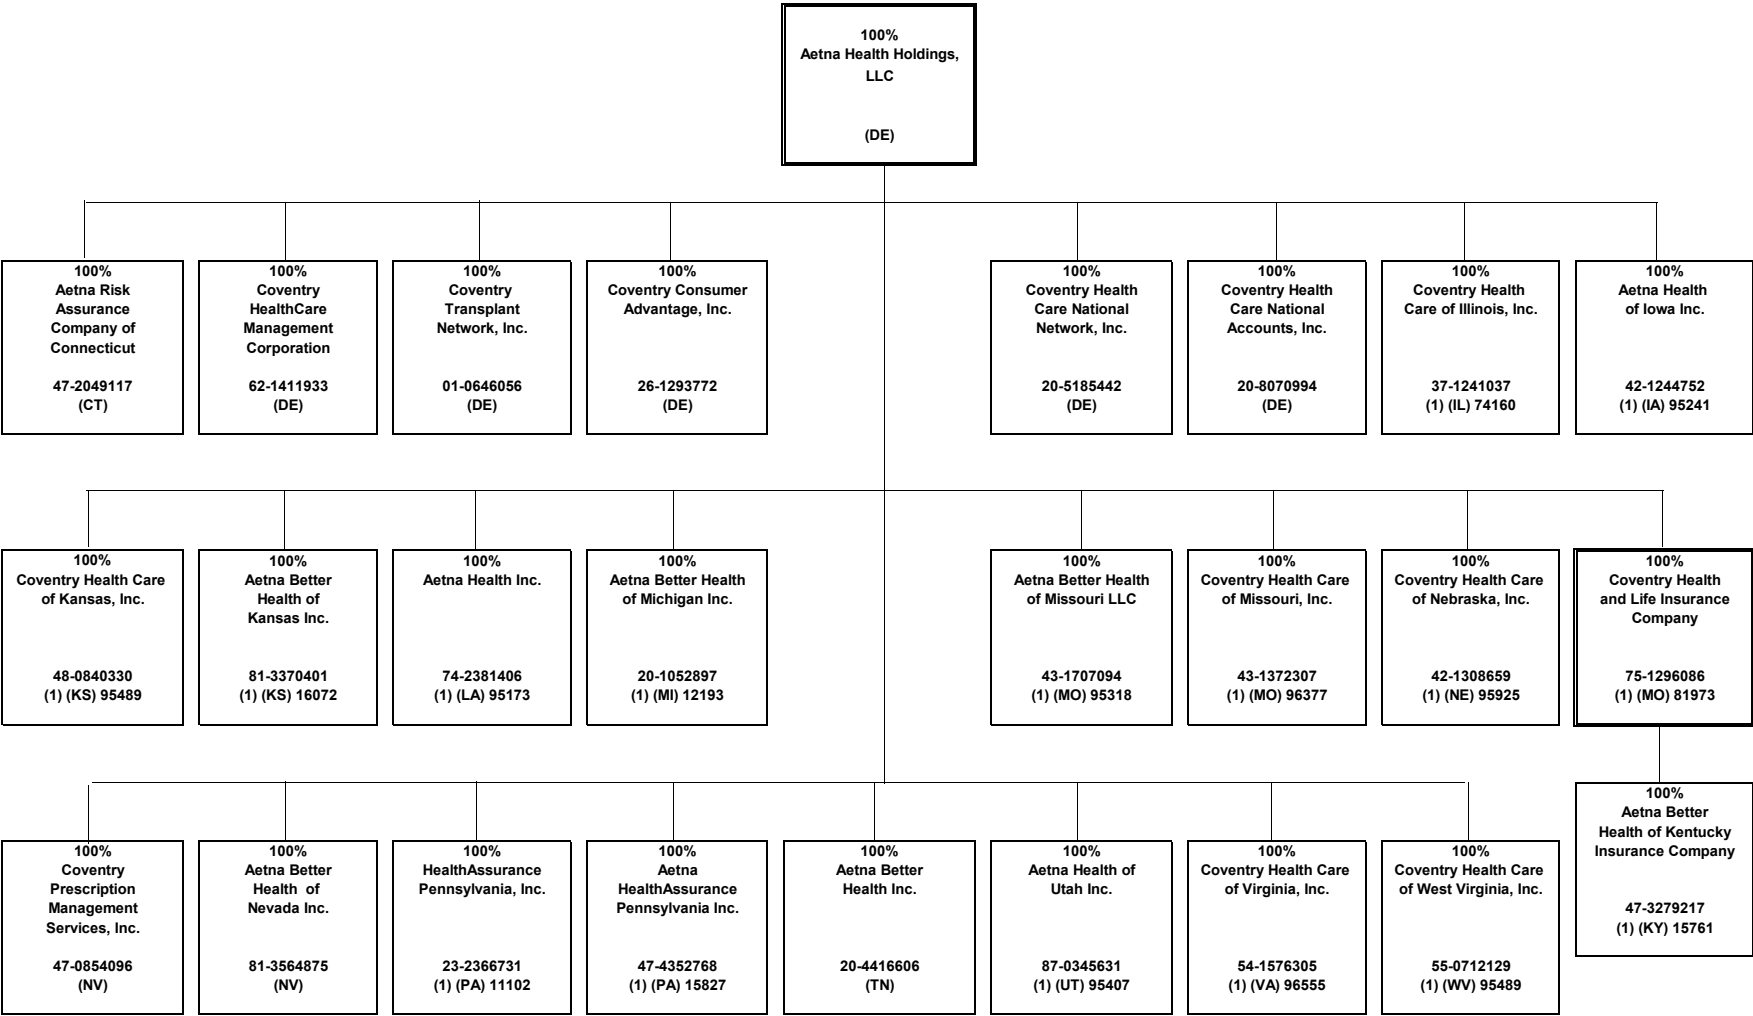 100%
Aetna Health Holdings,
LLC
(DE)
100%
Aetna Risk
Assurance
Company of
Connecticut
47-2049117
(CT)
100%
Coventry
HealthCare
Management
Corporation
62-1411933
(DE)
100%
Coventry
Transplant
Network, Inc.
01-0646056
(DE)
100%
Coventry Consumer
Advantage, Inc.
26-1293772
(DE)
100%
Coventry Health
Care National
Network, Inc.
20-5185442
(DE)
100%
Coventry Health
Care National
Accounts, Inc.
20-8070994
(DE)
100%
Coventry Health
Care of Illinois, Inc.
37-1241037
(1) (IL) 74160
100%
Aetna Health
of Iowa Inc.
42-1244752
(1) (IA) 95241
100%
Coventry Health Care
of Kansas, Inc.
48-0840330
(1) (KS) 95489
100%
Aetna Better
Health of
Kansas Inc.
81-3370401
(1) (KS) 16072
100%
Aetna Health Inc.
74-2381406
(1) (LA) 95173
100%
Aetna Better Health
of Michigan Inc.
20-1052897
(1) (MI) 12193
100%
Aetna Better Health
of Missouri LLC
43-1707094
(1) (MO) 95318
100%
Coventry Health Care
of Missouri, Inc.
43-1372307
(1) (MO) 96377
100%
Coventry Health Care
of Nebraska, Inc.
42-1308659
(1) (NE) 95925
100%
Coventry Health
and Life Insurance
Company
75-1296086
(1) (MO) 81973
100%
Coventry
Prescription
Management
Services, Inc.
47-0854096
(NV)
100%
Aetna Better
Health of
Nevada Inc.
81-3564875
(NV)
100%
HealthAssurance
Pennsylvania, Inc.
23-2366731
(1) (PA) 11102
100%
Aetna
HealthAssurance
Pennsylvania Inc.
47-4352768
(1) (PA) 15827
100%
Aetna Better
Health Inc.
20-4416606
(TN)
100%
Aetna Health of
Utah Inc.
87-0345631
(1) (UT) 95407
100%
Coventry Health Care
of Virginia, Inc.
54-1576305
(1) (VA) 96555
100%
Coventry Health Care
of West Virginia, Inc.
55-0712129
(1) (WV) 95489
100%
Aetna Better
Health of Kentucky
Insurance Company
47-3279217
(1) (KY) 15761